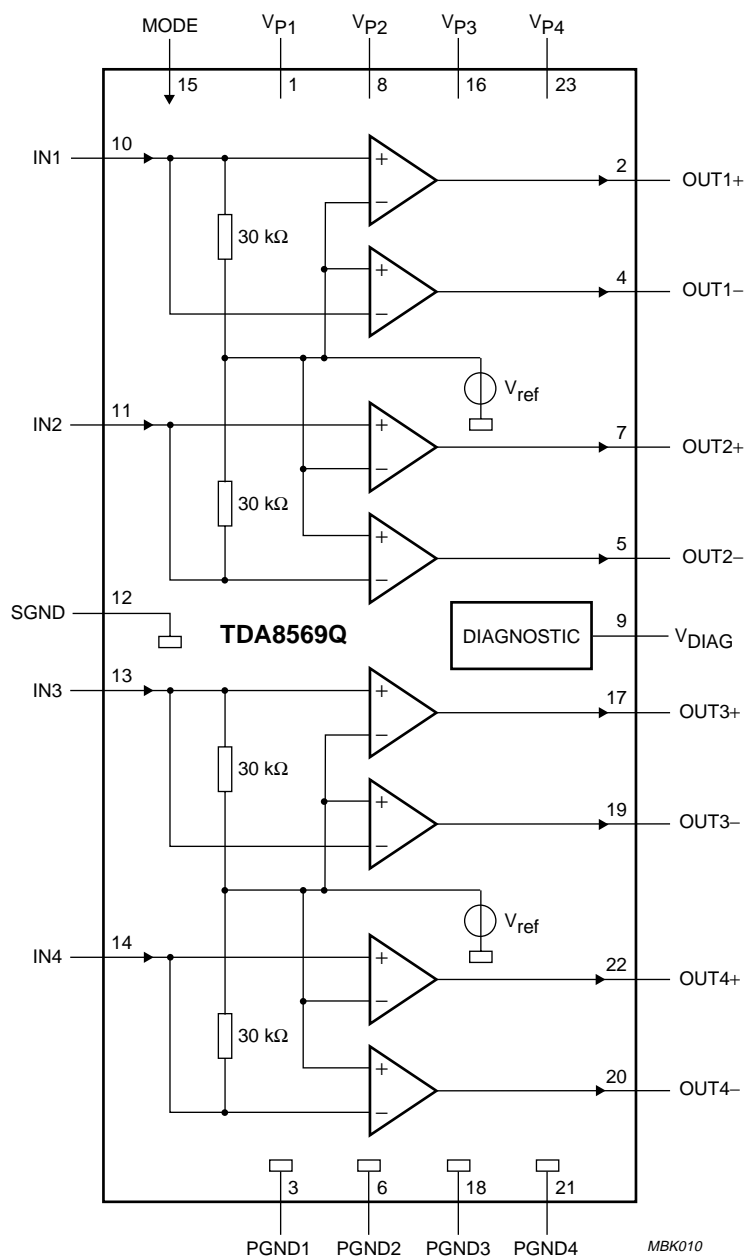 MODE VP1 VP2 VP3 VP4
15 1 8 16 23
IN1 10 + 2 OUT1+
−
30 kΩ
+ 4 OUT1−
−
Vref
IN2 11 + 7 OUT2+
−
30 kΩ
+ 5 OUT2−
−
SGND 12
TDA8569Q DIAGNOSTIC 9 VDIAG
IN3 13 + 17 OUT3+
−
30 kΩ
+ 19 OUT3−
−
Vref
IN4 14 + 22 OUT4+
−
30 kΩ
+ 20 OUT4−
−
3 6 18 21
PGND1 PGND2 PGND3 PGND4 MBK010